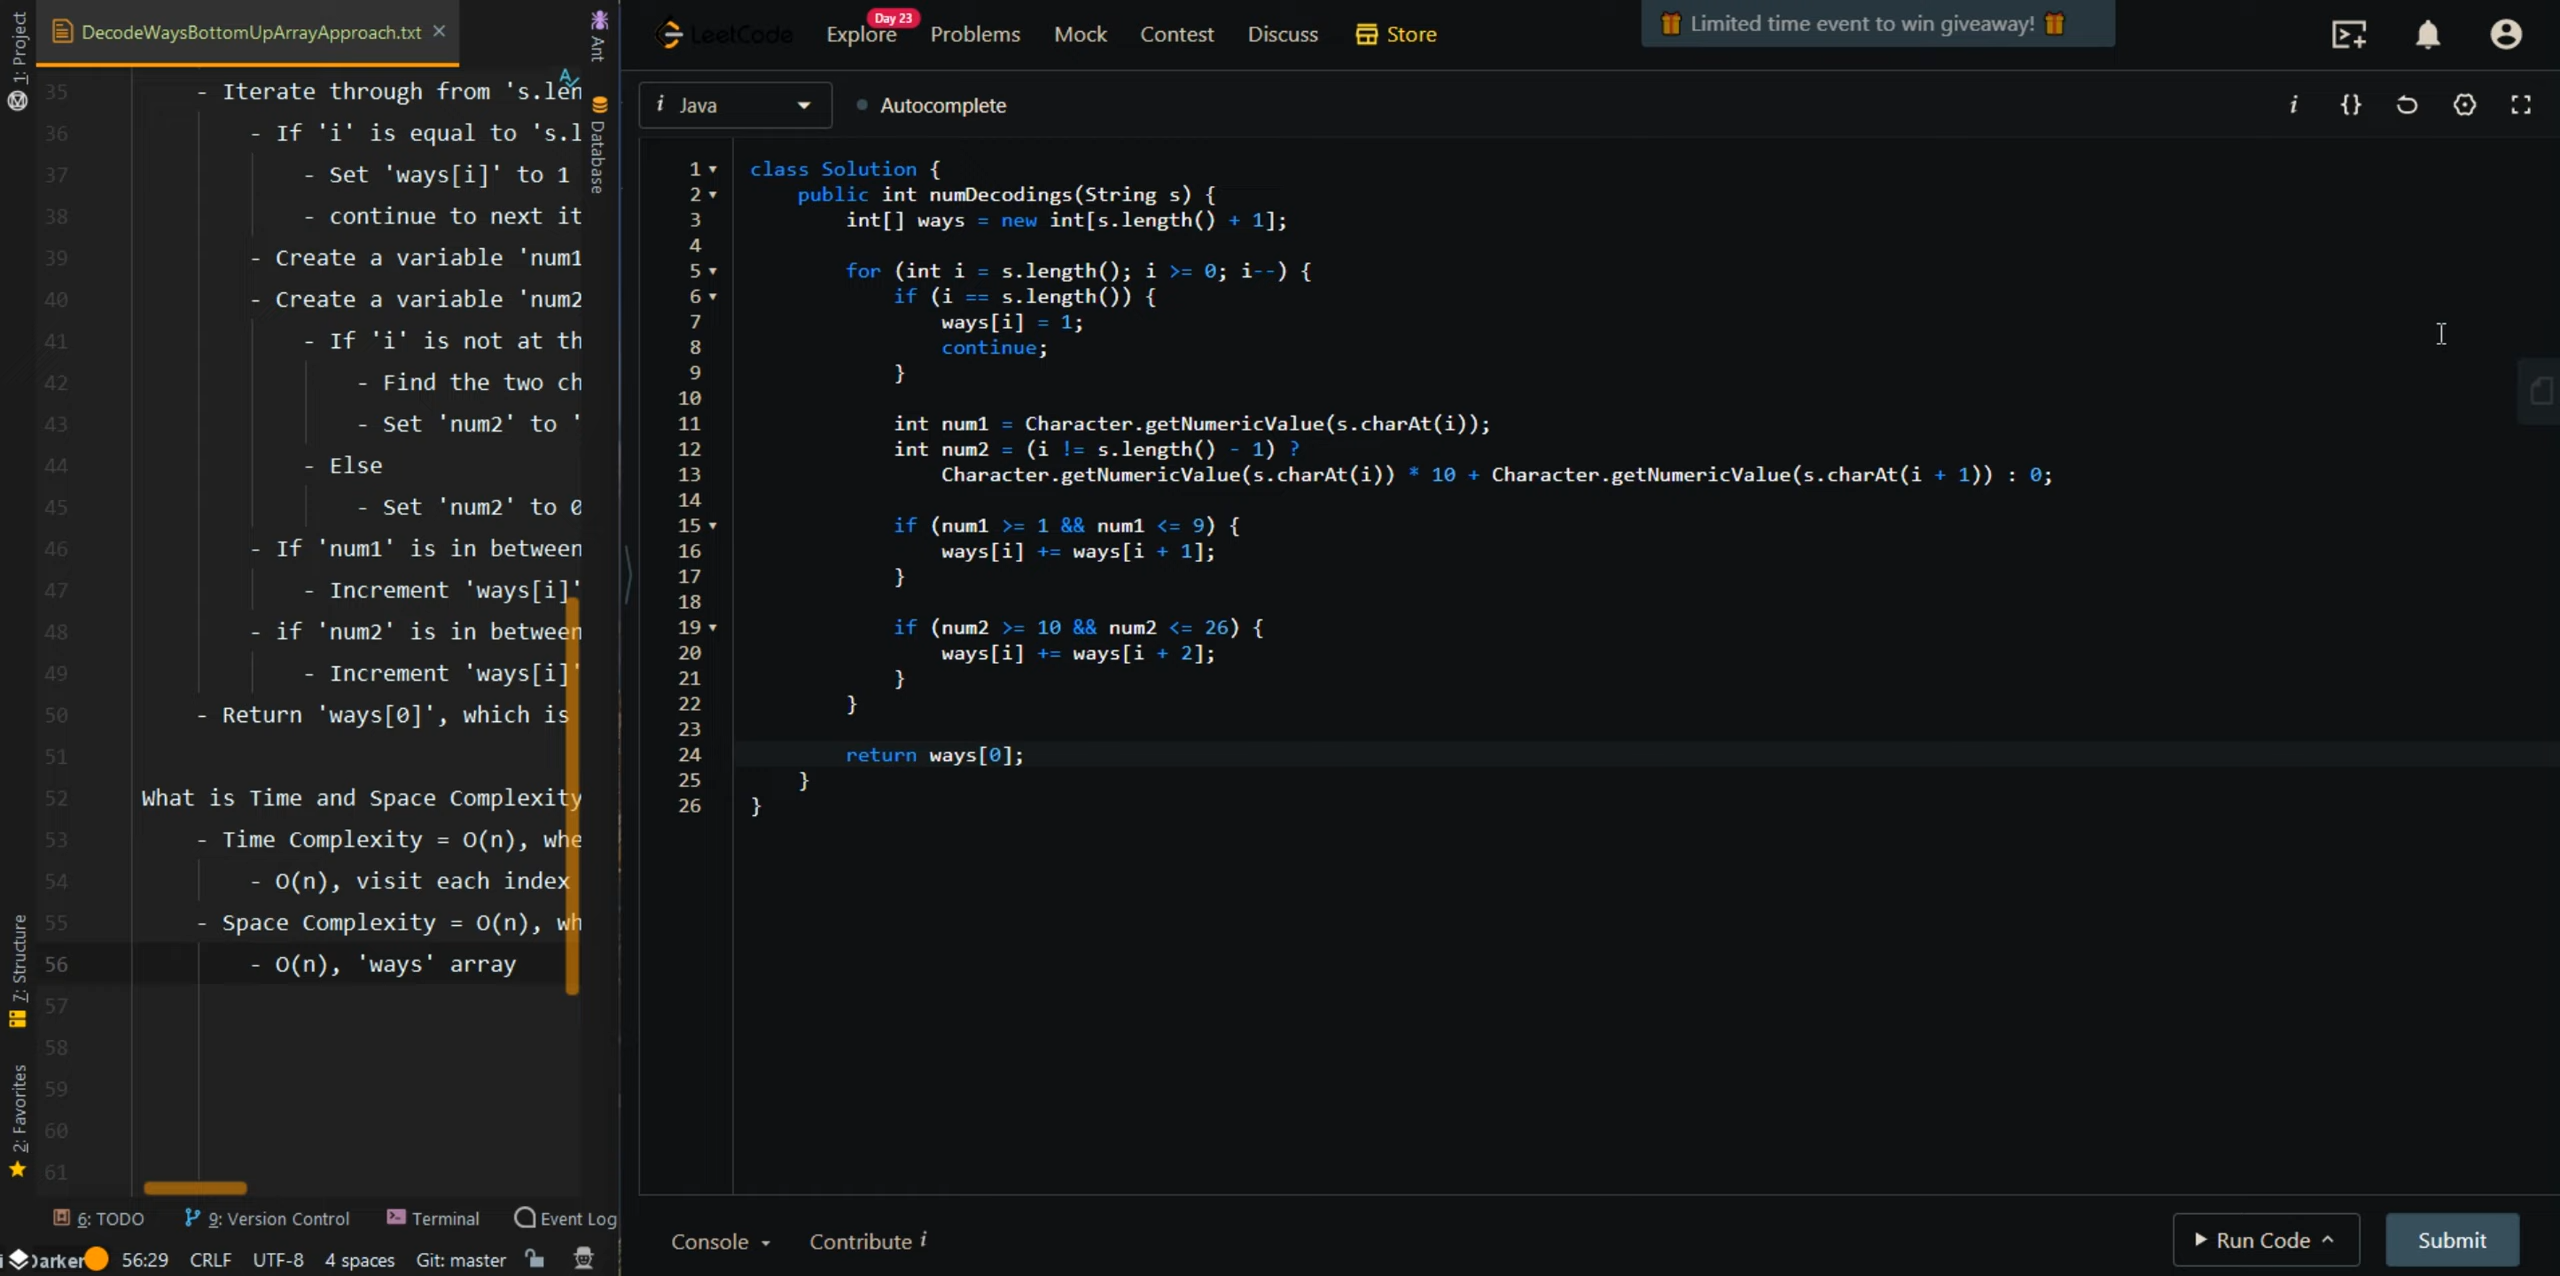 1: Project
DecodeWaysBottomUpArrayApproach.txt
Ant
Database
35 - Iterate through from 's.len
36 - If 'i' is equal to 's.l
37 - Set 'ways[i]' to 1
38 - continue to next it
39 - Create a variable 'num1
40 - Create a variable 'num2
41 - If 'i' is not at th
42 - Find the two ch
43 - Set 'num2' to '
44 - Else
45 - Set 'num2' to 0
46 - If 'num1' is in between
47 - Increment 'ways[i]'
48 - if 'num2' is in between
49 - Increment 'ways[i]'
50 - Return 'ways[0]', which is
51
52 What is Time and Space Complexity
53 - Time Complexity = O(n), whe
54 - O(n), visit each index
55 - Space Complexity = O(n), wh
56 - O(n), 'ways' array
57
58
59
60
61
7: Structure
2: Favorites
6: TODO 9: Version Control Terminal Event Log
Darker 56:29 CRLF UTF-8 4 spaces Git: master
LeetCode Explore Day 23 Problems Mock Contest Discuss Store
Limited time event to win giveaway!
i Java Autocomplete
i {}
1 class Solution {
2 public int numDecodings(String s) {
3 int[] ways = new int[s.length() + 1];
4
5 for (int i = s.length(); i >= 0; i--) {
6 if (i == s.length()) {
7 ways[i] = 1;
8 continue;
9 }
10
11 int num1 = Character.getNumericValue(s.charAt(i));
12 int num2 = (i != s.length() - 1) ?
13 Character.getNumericValue(s.charAt(i)) * 10 + Character.getNumericValue(s.charAt(i + 1)) : 0;
14
15 if (num1 >= 1 && num1 <= 9) {
16 ways[i] += ways[i + 1];
17 }
18
19 if (num2 >= 10 && num2 <= 26) {
20 ways[i] += ways[i + 2];
21 }
22 }
23
24 return ways[0];
25 }
26 }
Console Contribute i
Run Code
Submit